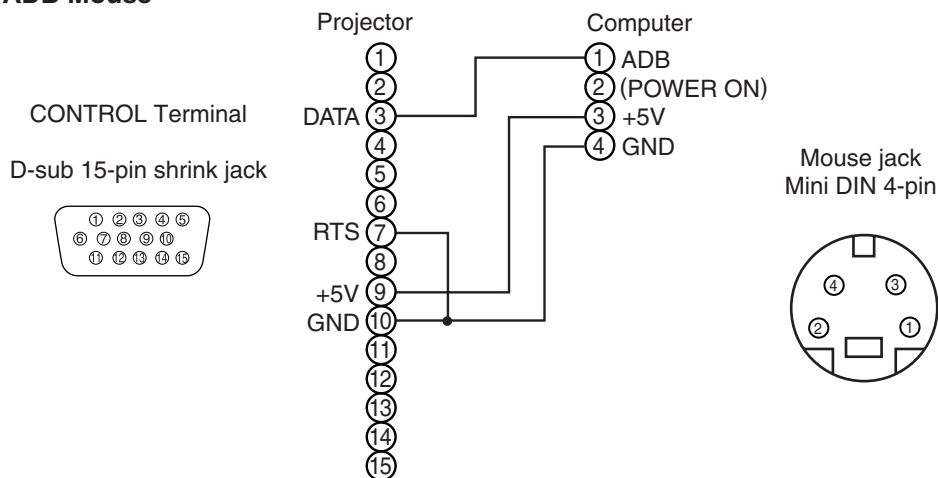 ADB Mouse
Projector
Computer
CONTROL Terminal
D-sub 15-pin shrink jack
1 2 3 4 5
6 7 8 9 10
11 12 13 14 15
1
2
DATA 3
4
5
6
RTS 7
8
+5V 9
GND 10
11
12
13
14
15
1 ADB
2 (POWER ON)
3 +5V
4 GND
Mouse jack
Mini DIN 4-pin
4 3
2 1